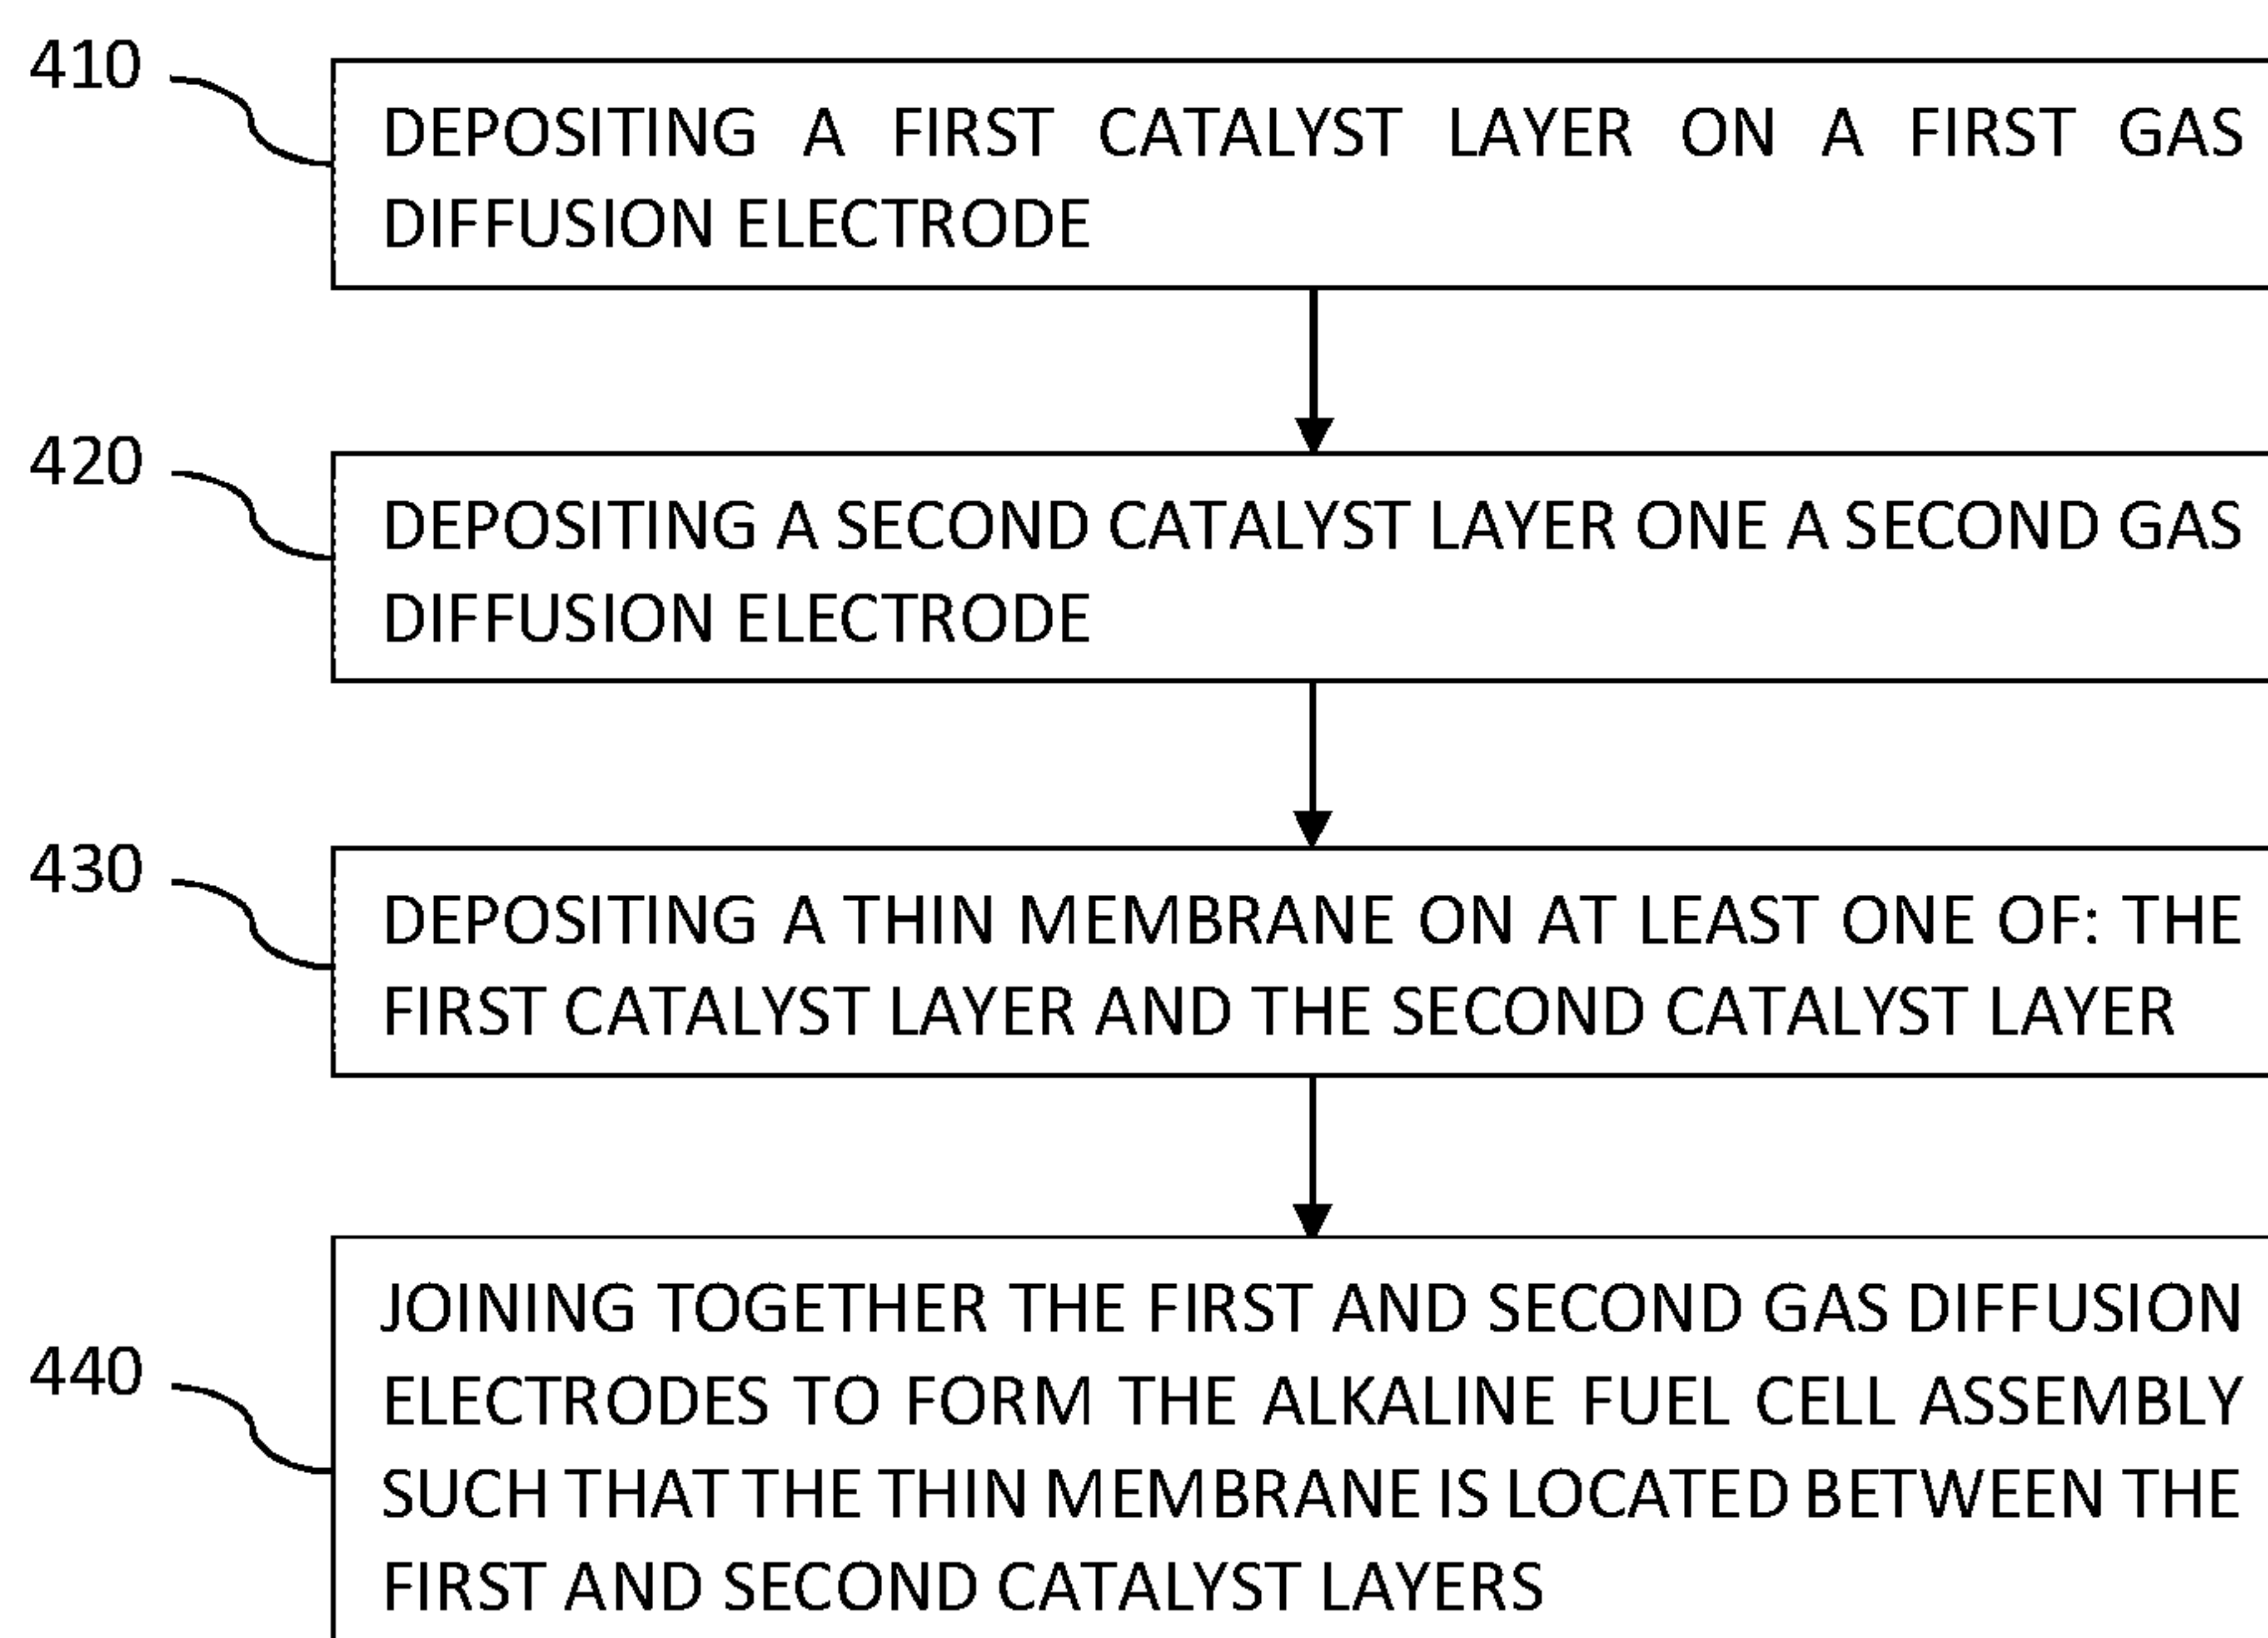 410
DEPOSITING A FIRST CATALYST LAYER ON A FIRST GAS
DIFFUSION ELECTRODE
420
DEPOSITING A SECOND CATALYST LAYER ONE A SECOND GAS
DIFFUSION ELECTRODE
430
DEPOSITING A THIN MEMBRANE ON AT LEAST ONE OF: THE
FIRST CATALYST LAYER AND THE SECOND CATALYST LAYER
440
JOINING TOGETHER THE FIRST AND SECOND GAS DIFFUSION
ELECTRODES TO FORM THE ALKALINE FUEL CELL ASSEMBLY
SUCH THAT THE THIN MEMBRANE IS LOCATED BETWEEN THE
FIRST AND SECOND CATALYST LAYERS